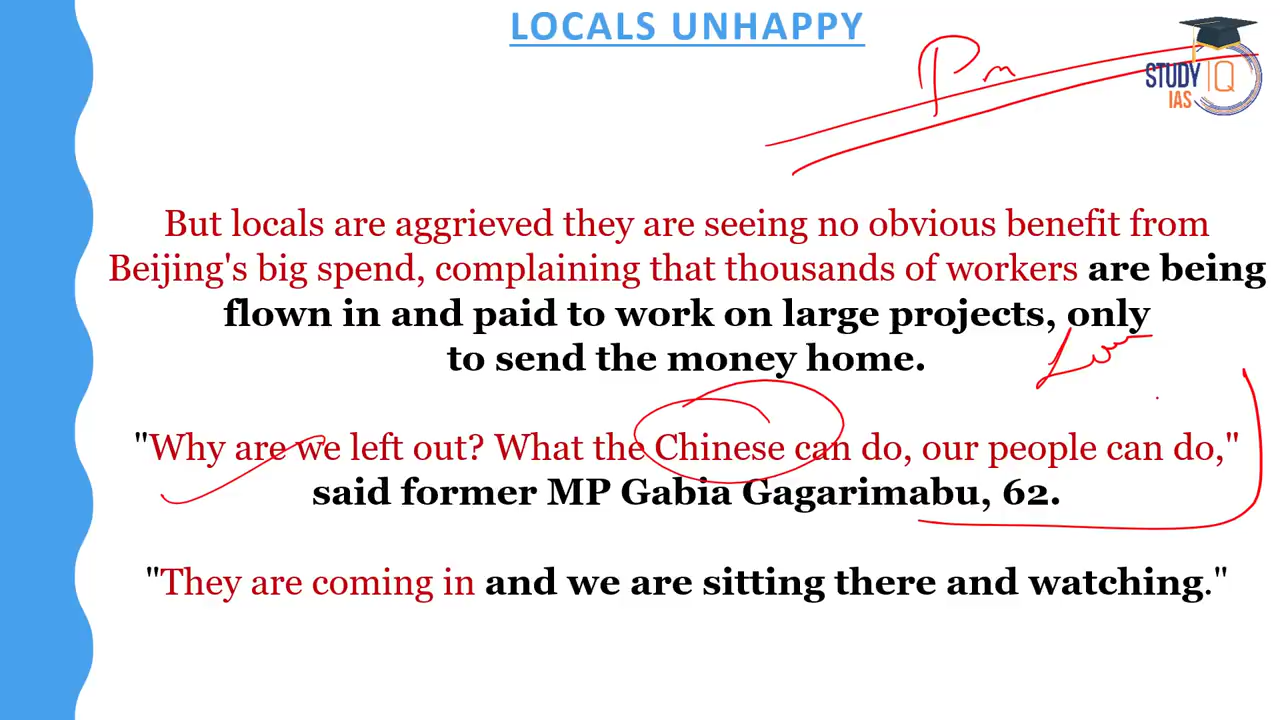 LOCALS UNHAPPY
STUDY IQ
IAS
But locals are aggrieved they are seeing no obvious benefit from
Beijing's big spend, complaining that thousands of workers are being
flown in and paid to work on large projects, only
to send the money home.
"Why are we left out? What the Chinese can do, our people can do,"
said former MP Gabia Gagarimabu, 62.
"They are coming in and we are sitting there and watching."